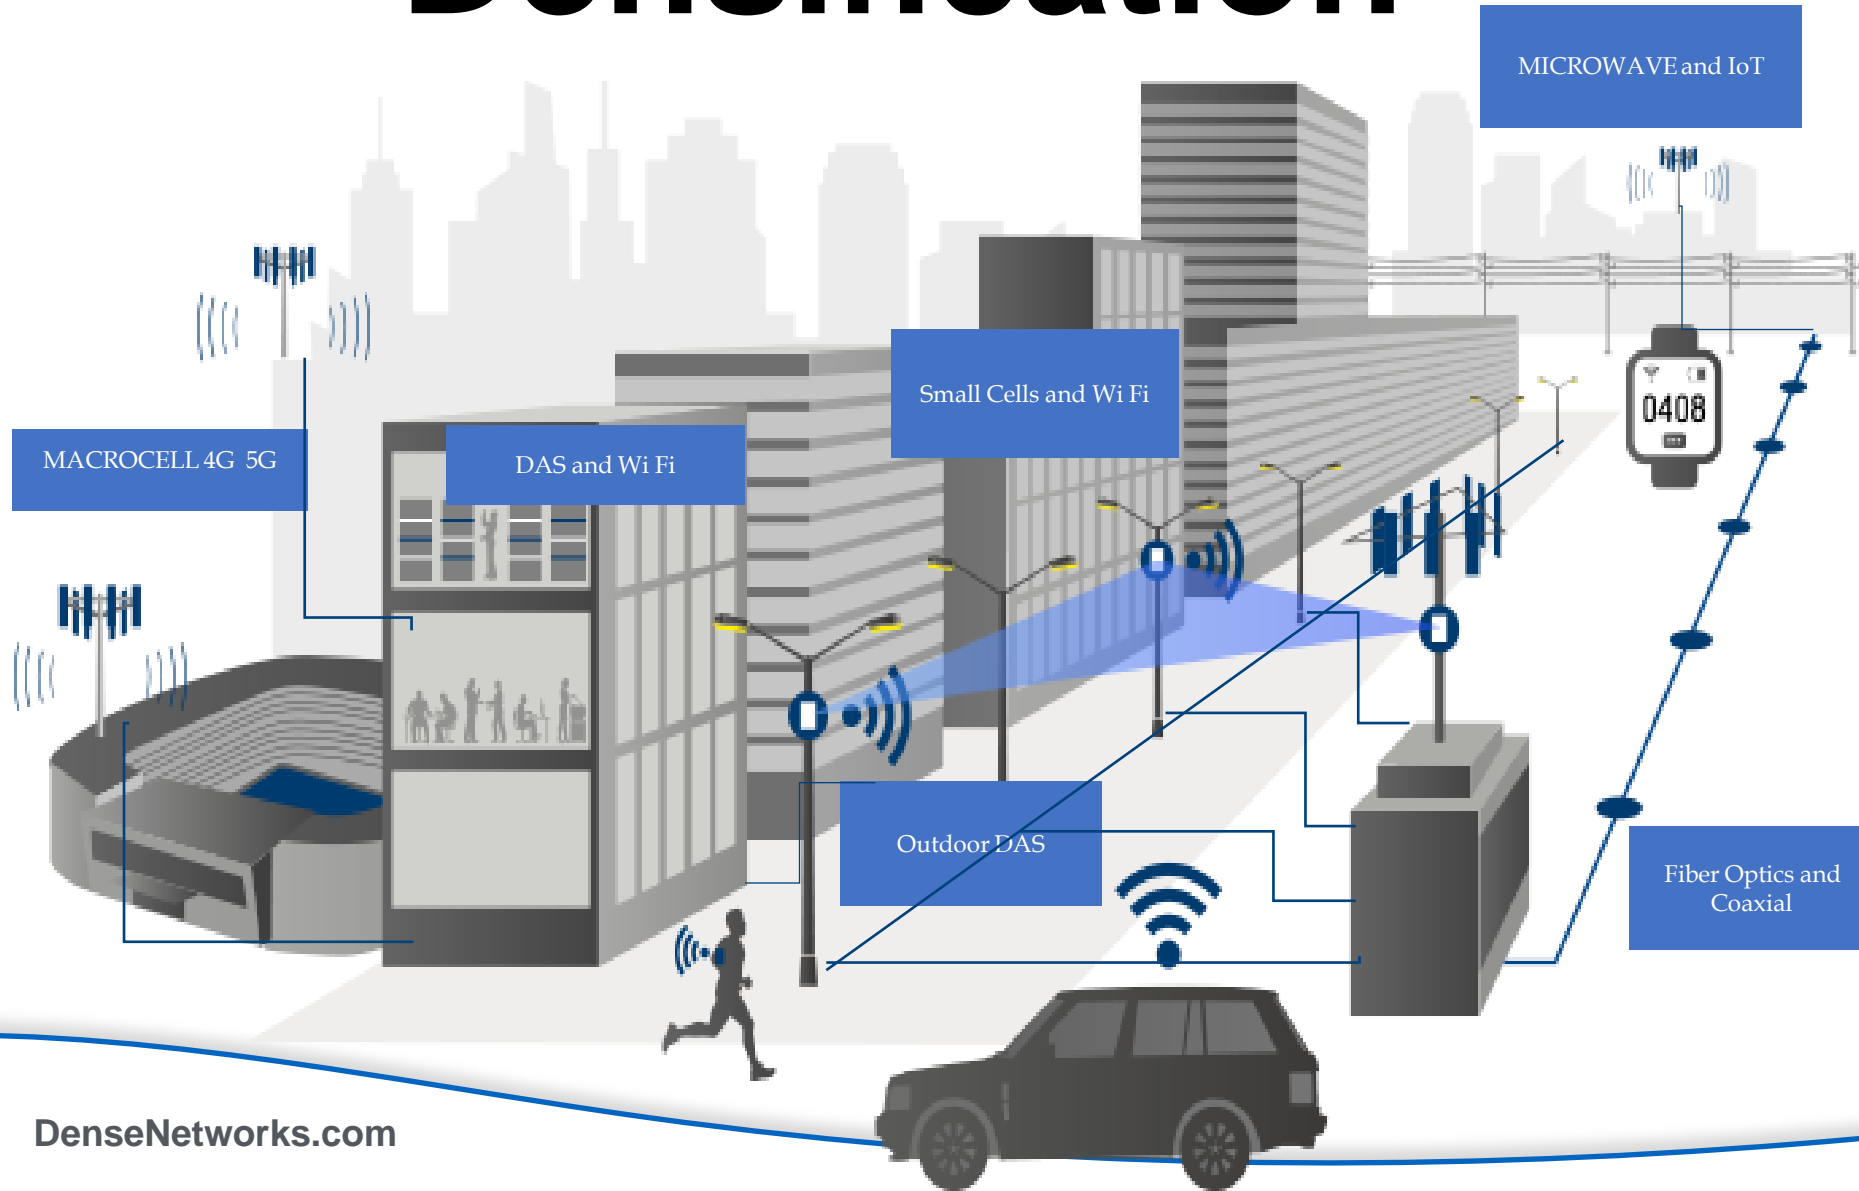 Densification
MICROWAVE and IoT
Small Cells and Wi Fi
MACROCELL 4G 5G
DAS and Wi Fi
0408
Outdoor DAS
Fiber Optics and
Coaxial
DenseNetworks.com